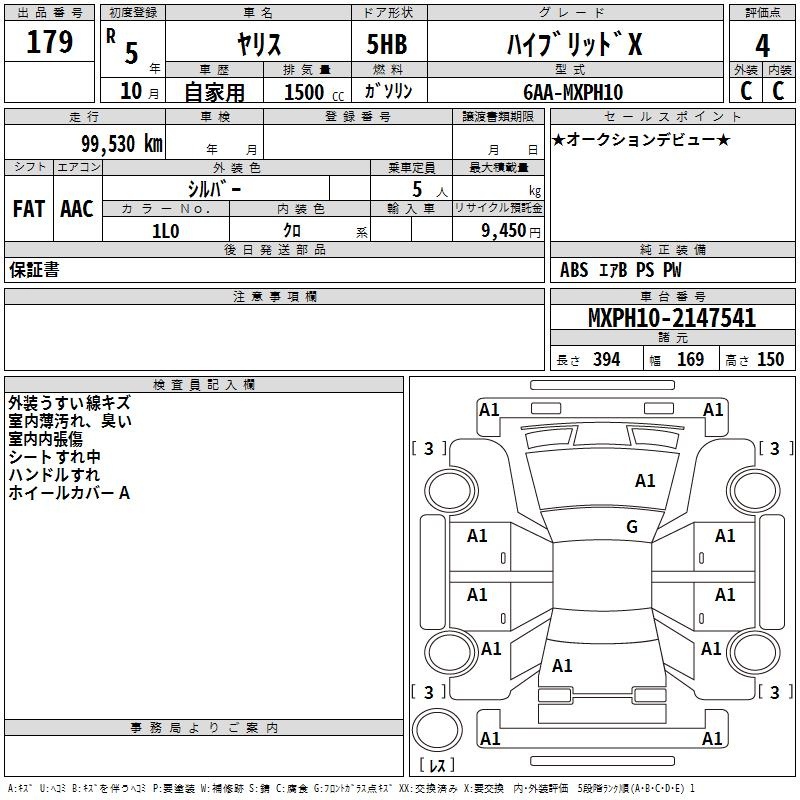 出品番号 初度登録 車名 ドア形状 グレード 評価点
179 R 5 年 ヤリス 5HB ハイブリッドX 4
車歴 排気量 燃料 型式 外装 内装
10 月 自家用 1500 CC ガソリン 6AA-MXPH10 C C
走行 車検 登録番号 譲渡書類期限 セールスポイント
99,530 km 年 月 月 日 ★オークションデビュー★
シフト エアコン 外装色 乗車定員 最大積載量
FAT AAC シルバー 5 人 kg
カラーNo. 内装色 輸入車 リサイクル預託金
1L0 クロ 系 9,450 円
後日発送部品 純正装備
保証書 ABS エアB PS PW
注意事項欄 車台番号
MXPH10-2147541
諸元
長さ 394 幅 169 高さ 150
検査員記入欄
外装うすい線キズ
室内薄汚れ、臭い
室内内張傷
シートすれ中
ハンドルすれ
ホイールカバーA
A1 A1
[ 3 ] [ 3 ]
A1
G
A1 A1
A1 A1
A1 A1
A1
[ 3 ] [ 3 ]
A1 A1
[ レス ]
事務局よりご案内
A:キズ U:ヘコミ B:キズを伴うヘコミ P:要塗装 W:補修跡 S:錆 C:腐食 G:フロントガラス点キズ XX:交換済み X:要交換 内・外装評価 5段階ランク順(A・B・C・D・E) 1